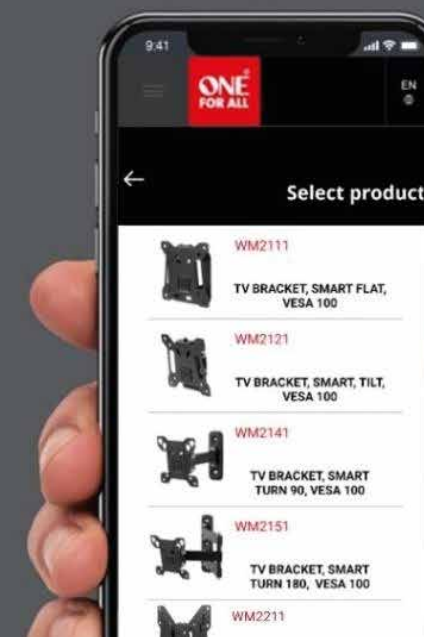 9:41
ONE
FOR ALL
EN
Select product
WM2111
TV BRACKET, SMART FLAT,
VESA 100
WM2121
TV BRACKET, SMART, TILT,
VESA 100
WM2141
TV BRACKET, SMART
TURN 90, VESA 100
WM2151
TV BRACKET, SMART
TURN 180, VESA 100
WM2211